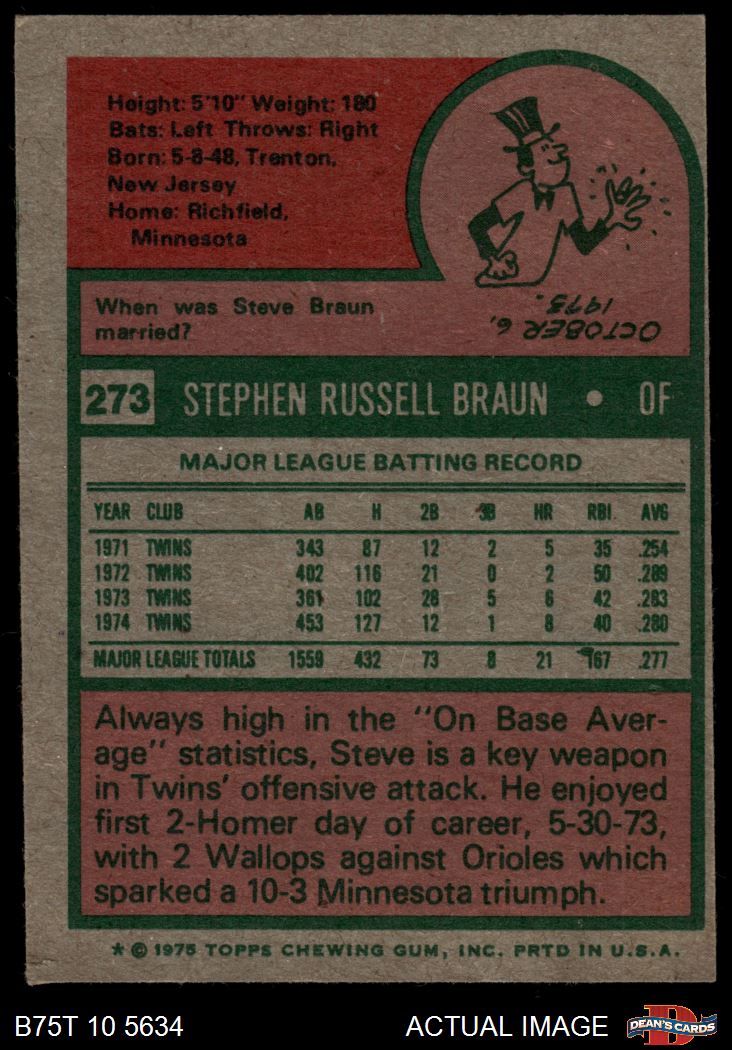 Height: 5'10" Weight: 180
Bats: Left Throws: Right
Born: 5-8-48, Trenton,
New Jersey
Home: Richfield,
Minnesota
When was Steve Braun
married?
OCTOBER 6,
1973.
273 STEPHEN RUSSELL BRAUN • OF
MAJOR LEAGUE BATTING RECORD
YEAR CLUB AB H 2B 3B HR RBI AVG
1971 TWINS 343 87 12 2 5 35 .254
1972 TWINS 402 116 21 0 2 50 .289
1973 TWINS 361 102 28 5 6 42 .283
1974 TWINS 453 127 12 1 8 40 .280
MAJOR LEAGUE TOTALS 1559 432 73 8 21 167 .277
Always high in the "On Base Aver-
age" statistics, Steve is a key weapon
in Twins' offensive attack. He enjoyed
first 2-Homer day of career, 5-30-73,
with 2 Wallops against Orioles which
sparked a 10-3 Minnesota triumph.
* © 1975 TOPPS CHEWING GUM, INC. PRTD IN U.S.A.
B75T 10 5634 ACTUAL IMAGE DEAN'S CARDS